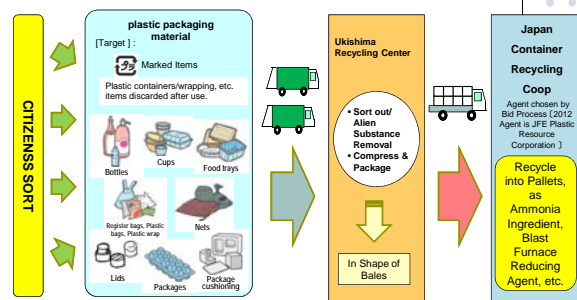 CITIZENSS SORT
plastic packaging
material
[Target] :
プラ
Marked Items
Plastic containers/wrapping, etc.
items discarded after use.
Bottles
Cups
Food trays
Register bags, Plastic
bags, Plastic wrap
Nets
Lids
Packages
Package
cushioning
Ukishima
Recycling Center
• Sort out/
Alien
Substance
Removal
• Compress &
Package
In Shape of
Bales
Japan
Container
Recycling
Coop
Agent chosen by
Bid Process〔2012
Agent is JFE Plastic
Resource
Corporation 〕
Recycle
into Pallets,
as
Ammonia
Ingredient,
Blast
Furnace
Reducing
Agent, etc.